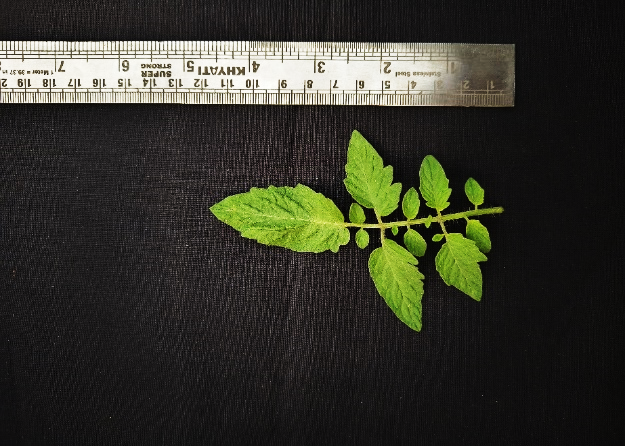 1 2 3 4 5 6 7 8 9 10 11 12 13 14 15 16 17 18 19
Stainless Steel
KHYATI
SUPER
STRONG
1 Metre = 39.37 in
1 2 3 4 5 6 7